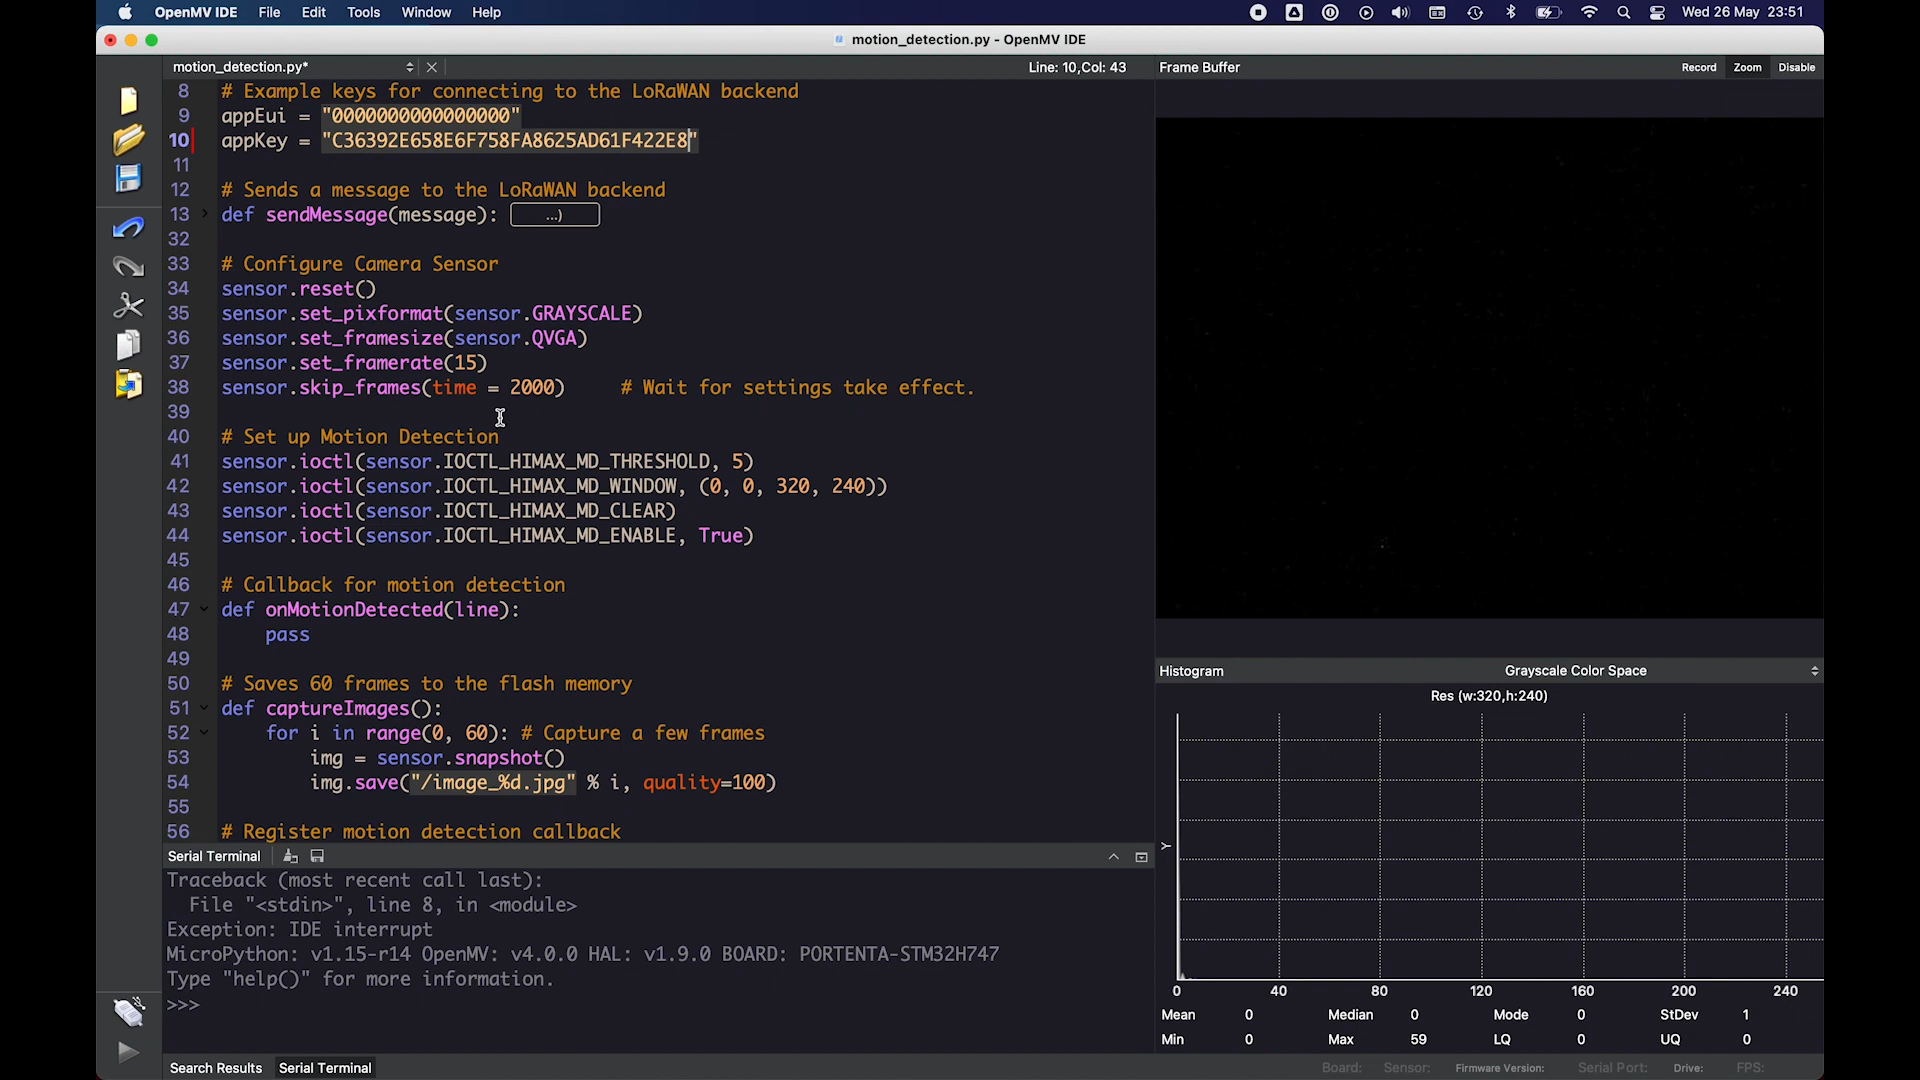 OpenMV IDE File Edit Tools Window Help Wed 26 May 23:51
motion_detection.py - OpenMV IDE
motion_detection.py* Line: 10,Col: 43 Frame Buffer Record Zoom Disable
8 # Example keys for connecting to the LoRaWAN backend
9 appEui = "0000000000000000"
10 appKey = "C36392E658E6F758FA8625AD61F422E8"
11
12 # Sends a message to the LoRaWAN backend
13 def sendMessage(message): ...)
32
33 # Configure Camera Sensor
34 sensor.reset()
35 sensor.set_pixformat(sensor.GRAYSCALE)
36 sensor.set_framesize(sensor.QVGA)
37 sensor.set_framerate(15)
38 sensor.skip_frames(time = 2000) # Wait for settings take effect.
39
40 # Set up Motion Detection
41 sensor.ioctl(sensor.IOCTL_HIMAX_MD_THRESHOLD, 5)
42 sensor.ioctl(sensor.IOCTL_HIMAX_MD_WINDOW, (0, 0, 320, 240))
43 sensor.ioctl(sensor.IOCTL_HIMAX_MD_CLEAR)
44 sensor.ioctl(sensor.IOCTL_HIMAX_MD_ENABLE, True)
45
46 # Callback for motion detection
47 def onMotionDetected(line):
48 pass
49
50 # Saves 60 frames to the flash memory
51 def captureImages():
52 for i in range(0, 60): # Capture a few frames
53 img = sensor.snapshot()
54 img.save("/image_%d.jpg" % i, quality=100)
55
56 # Register motion detection callback
Serial Terminal
Traceback (most recent call last):
File "<stdin>", line 8, in <module>
Exception: IDE interrupt
MicroPython: v1.15-r14 OpenMV: v4.0.0 HAL: v1.9.0 BOARD: PORTENTA-STM32H747
Type "help()" for more information.
>>>
Search Results Serial Terminal
Histogram Grayscale Color Space
Res (w:320,h:240)
Y
0 40 80 120 160 200 240
Mean 0 Median 0 Mode 0 StDev 1
Min 0 Max 59 LQ 0 UQ 0
Board: Sensor: Firmware Version: Serial Port: Drive: FPS: